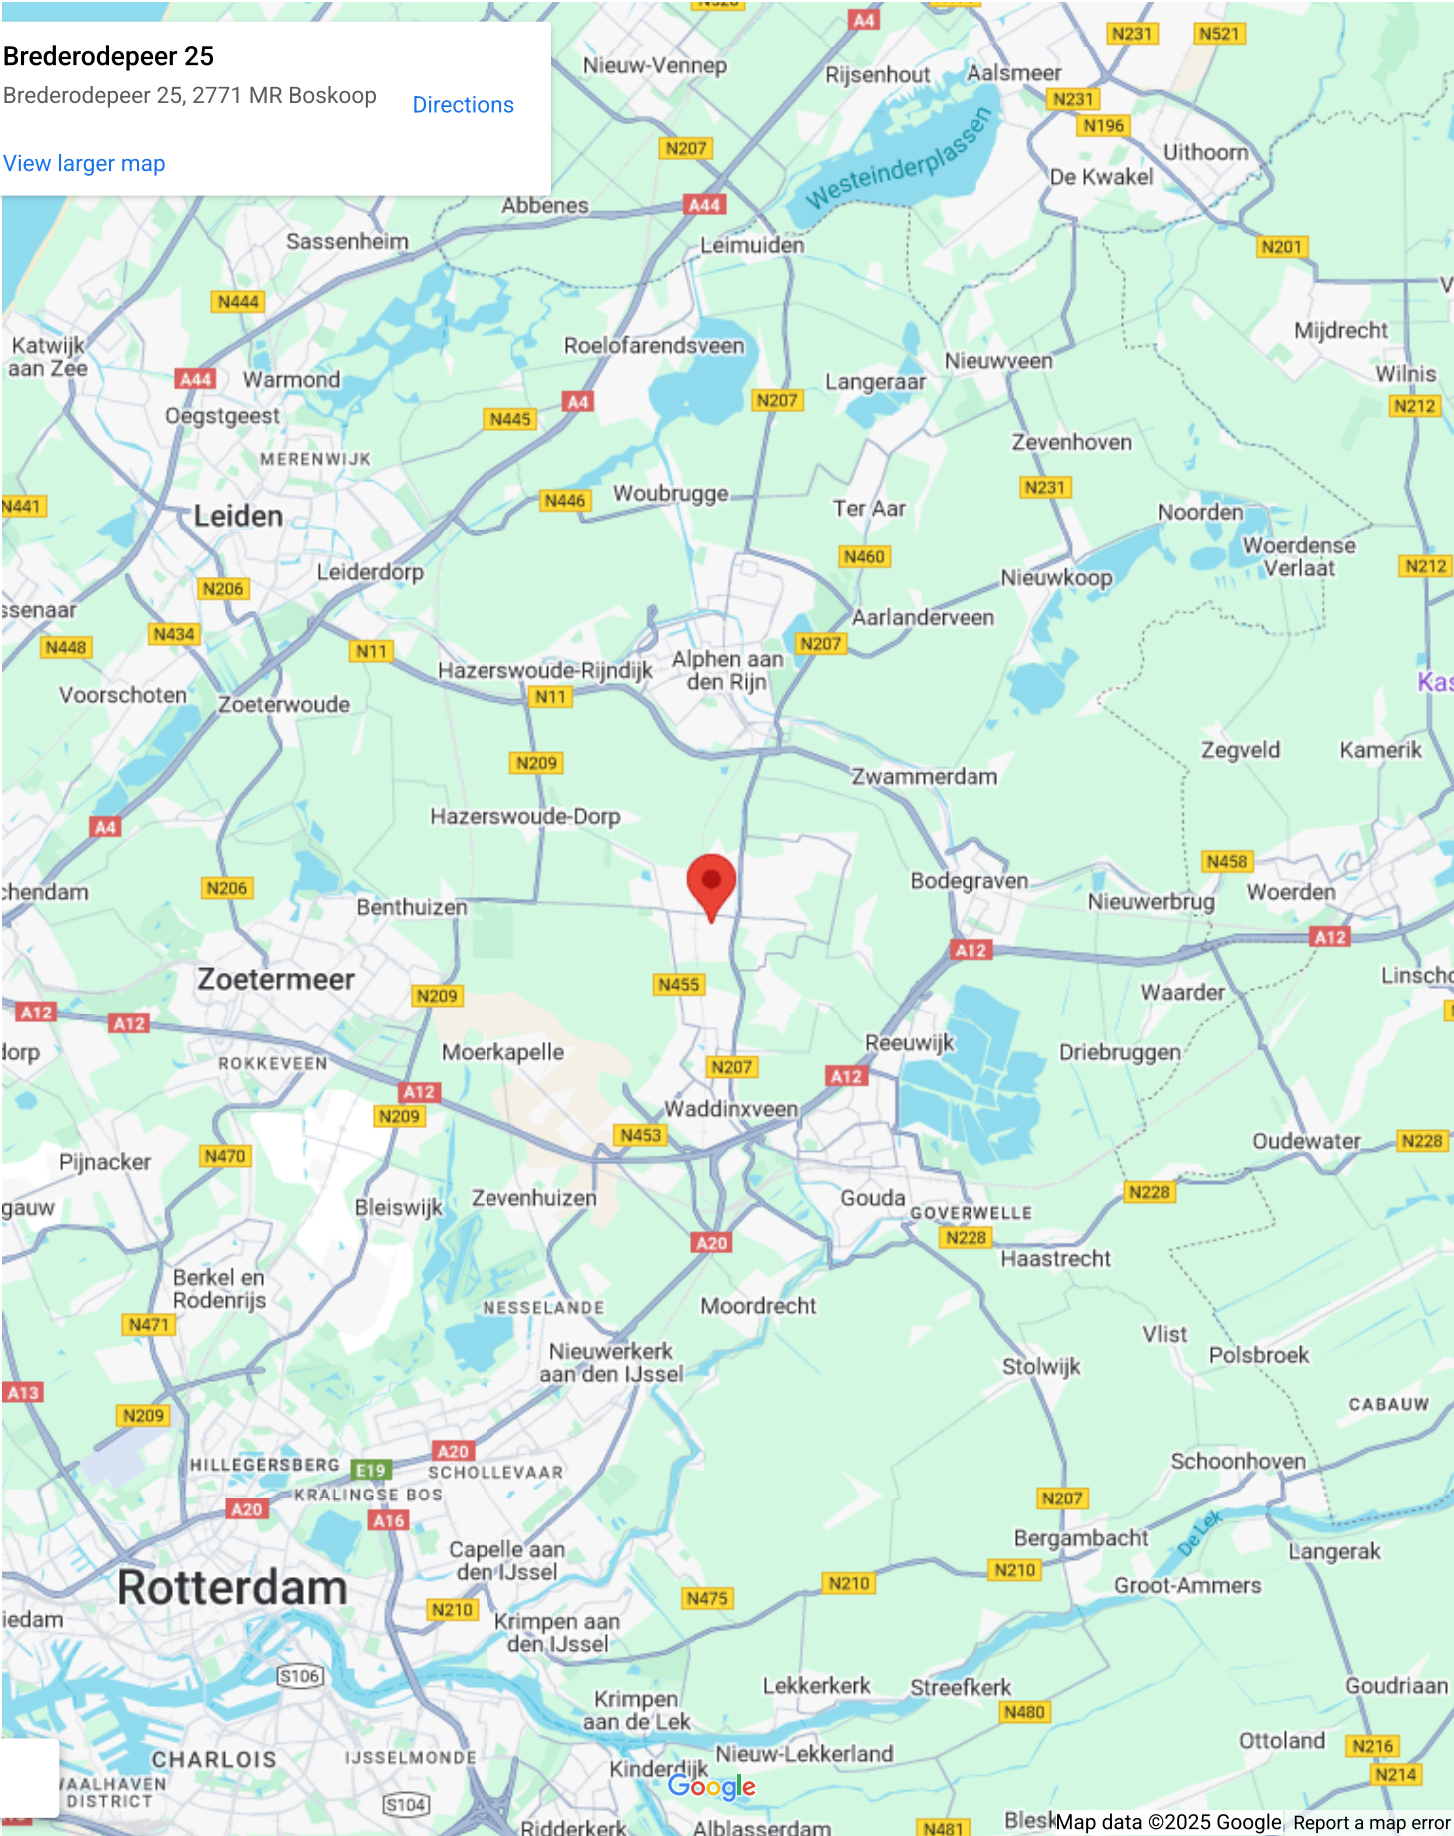 Brederodepeer 25
Brederodepeer 25, 2771 MR Boskoop
Directions
View larger map
A4
N231
N521
Nieuw-Vennep
Rijsenhout
Aalsmeer
N231
N196
N207
Westeinderplassen
Uithoorn
De Kwakel
Abbenes
A44
Sassenheim
Leimuiden
N201
N444
Mijdrecht
Katwijk
aan Zee
Roelofarendsveen
Nieuwveen
A44
Warmond
Langeraar
Wilnis
A4
N207
N212
Oegstgeest
N445
Zevenhoven
MERENWIJK
N231
N441
N446
Woubrugge
Ter Aar
Noorden
Leiden
Woerdense
Verlaat
N460
N212
Leiderdorp
Nieuwkoop
N206
ssenaar
Aarlanderveen
N434
N448
N11
N207
Hazerswoude-Rijndijk
Alphen aan
den Rijn
Kas
Voorschoten
Zoeterwoude
N11
N209
Zegveld
Kamerik
Zwammerdam
Hazerswoude-Dorp
A4
N458
chendam
N206
Bodegraven
Nieuwerbrug
Woerden
Benthuizen
A12
A12
Zoetermeer
N455
Linscho
N209
Waarder
A12
A12
dorp
Moerkapelle
Reeuwijk
Driebruggen
ROKKEVEEN
N207
A12
A12
N209
Waddinxveen
N453
Oudewater
N228
Pijnacker
N470
gauw
Bleiswijk
Zevenhuizen
Gouda
GOVERWELLE
N228
N228
A20
Haastrecht
Berkel en
Rodenrijs
NESSELANDE
Moordrecht
N471
Vlist
Nieuwerkerk
aan den IJssel
Stolwijk
Polsbroek
A13
CABAUW
N209
A20
HILLEGERSBERG
E19
SCHOLLEVAAR
Schoonhoven
KRALINGSE BOS
N207
A20
A16
De Lek
Bergambacht
Capelle aan
den IJssel
Langerak
Rotterdam
N210
N210
Groot-Ammers
N475
iedam
N210
Krimpen aan
den IJssel
S106
Lekkerkerk
Streefkerk
Goudriaan
Krimpen
aan de Lek
N480
Ottoland
N216
CHARLOIS
IJSSELMONDE
Nieuw-Lekkerland
Kinderdijk
N214
Google
WAALHAVEN
DISTRICT
S104
Ridderkerk
Alblasserdam
N481
Blesk
Map data ©2025 Google
Report a map error